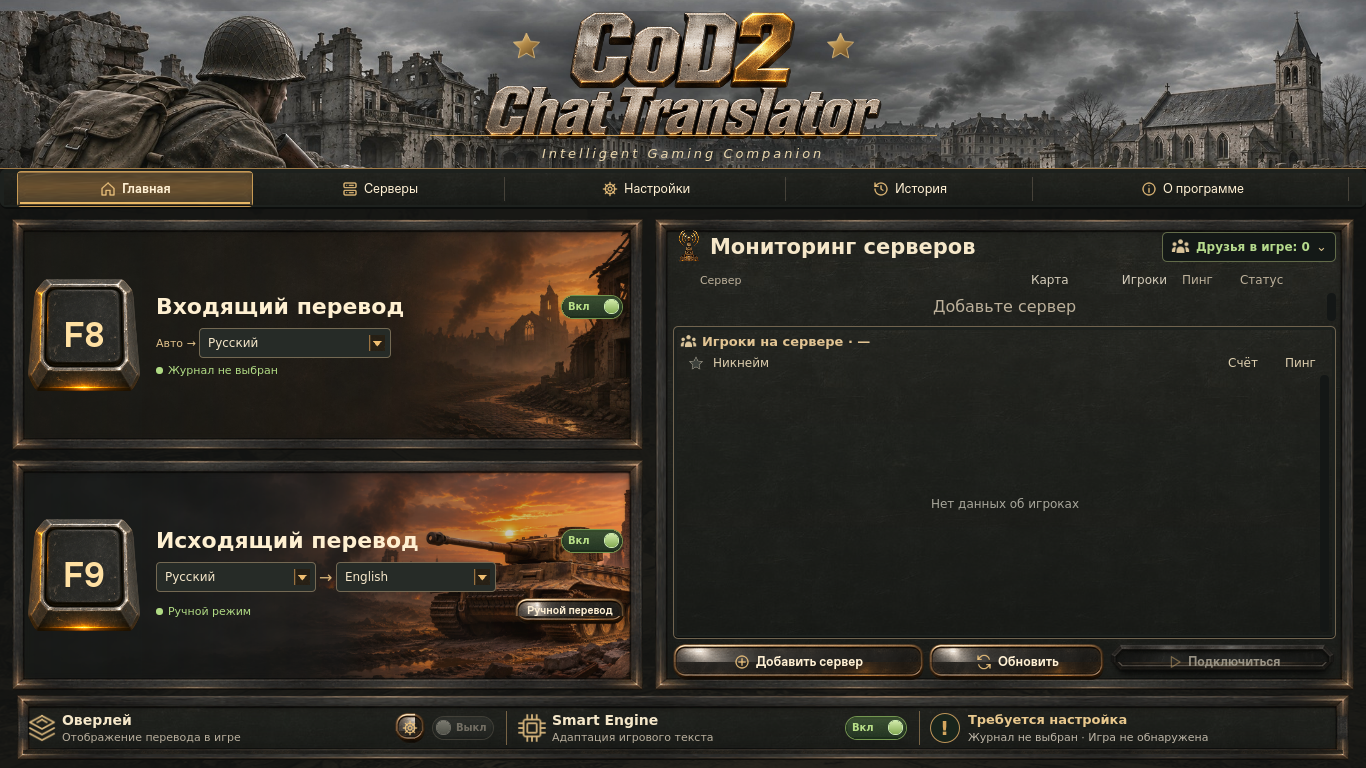 CoD2
Chat Translator
Intelligent Gaming Companion
Главная
Серверы
Настройки
История
О программе
F8
Входящий перевод
Вкл
Авто → Русский
Журнал не выбран
F9
Исходящий перевод
Вкл
Русский → English
Ручной режим
Ручной перевод
Мониторинг серверов
Друзья в игре: 0
Сервер Карта Игроки Пинг Статус
Добавьте сервер
Игроки на сервере · —
Никнейм Счёт Пинг
Нет данных об игроках
Добавить сервер
Обновить
Подключиться
Оверлей
Отображение перевода в игре
Выкл
Smart Engine
Адаптация игрового текста
Вкл
Требуется настройка
Журнал не выбран · Игра не обнаружена